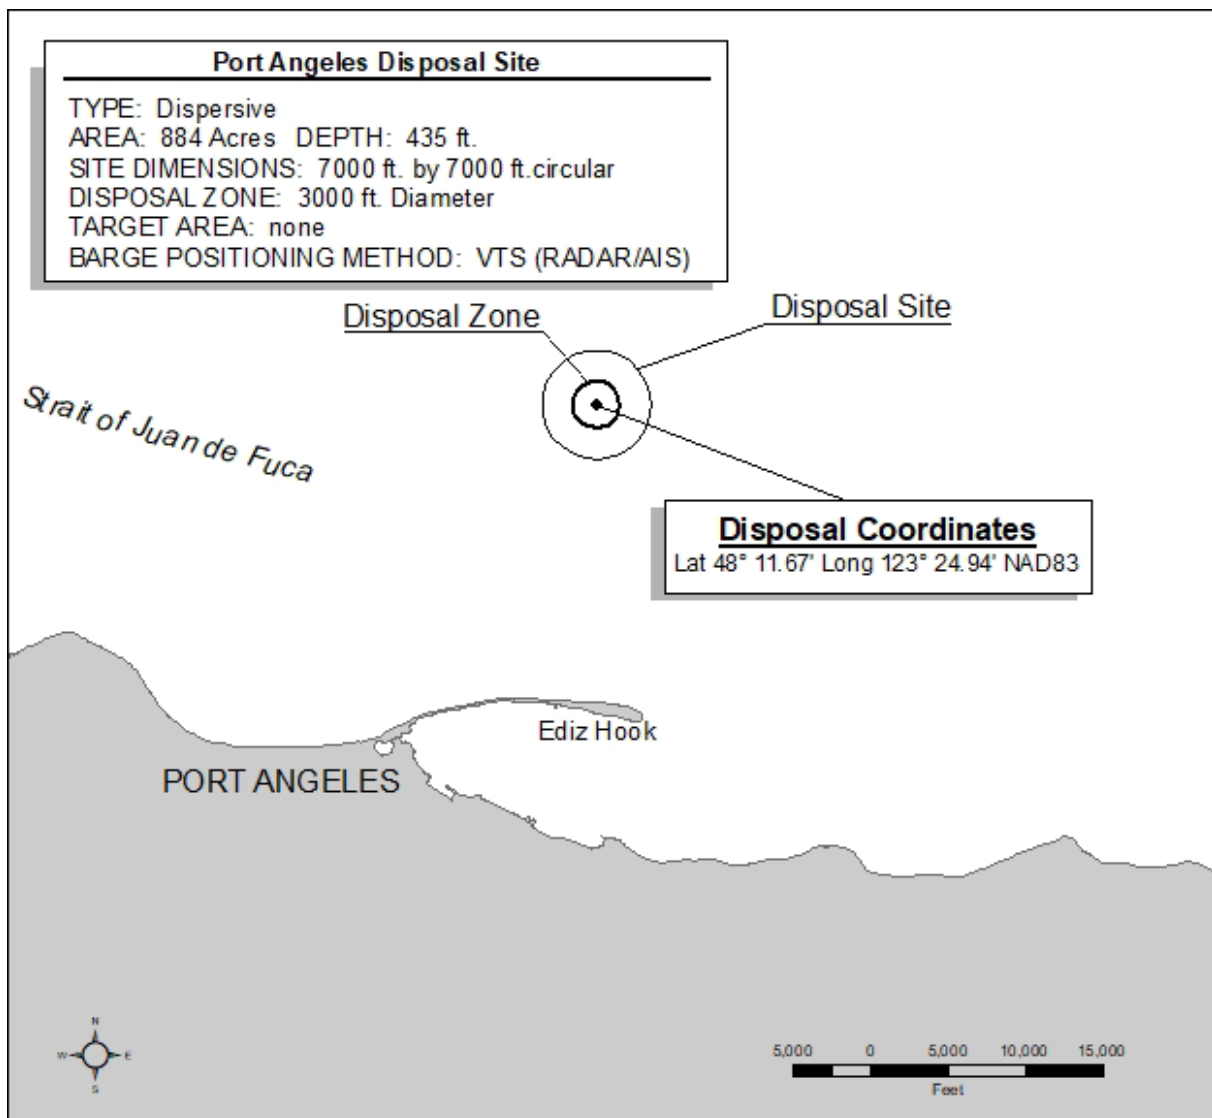 Port Angeles Disposal Site
TYPE: Dispersive
AREA: 884 Acres DEPTH: 435 ft.
SITE DIMENSIONS: 7000 ft. by 7000 ft.circular
DISPOSAL ZONE: 3000 ft. Diameter
TARGET AREA: none
BARGE POSITIONING METHOD: VTS (RADAR/AIS)
Disposal Zone
Disposal Site
Strait of Juan de Fuca
Disposal Coordinates
Lat 48° 11.67' Long 123° 24.94' NAD83
Ediz Hook
PORT ANGELES
N
W E
S
5,000 0 5,000 10,000 15,000
Feet